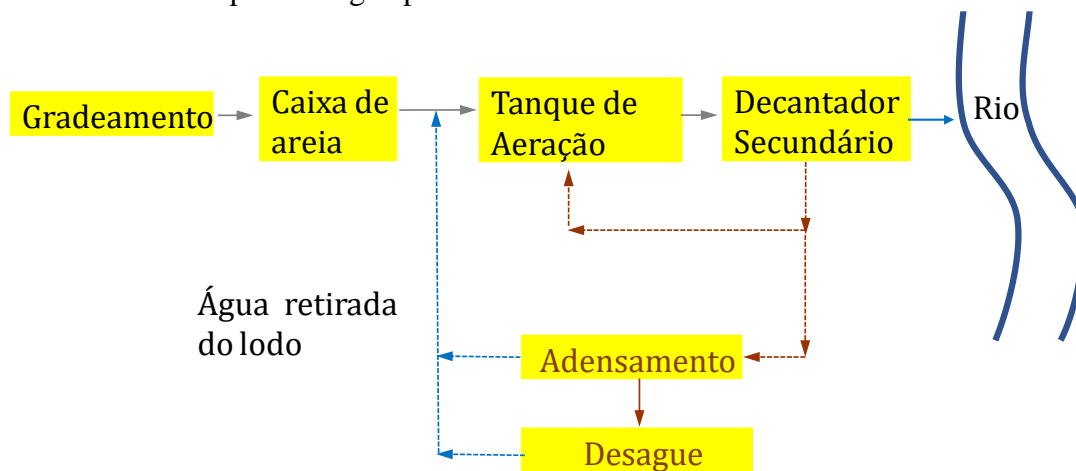 Gradeamento
Caixa de
areia
Tanque de
Aeração
Decantador
Secundário
Rio
Água retirada
do lodo
Adensamento
Desague